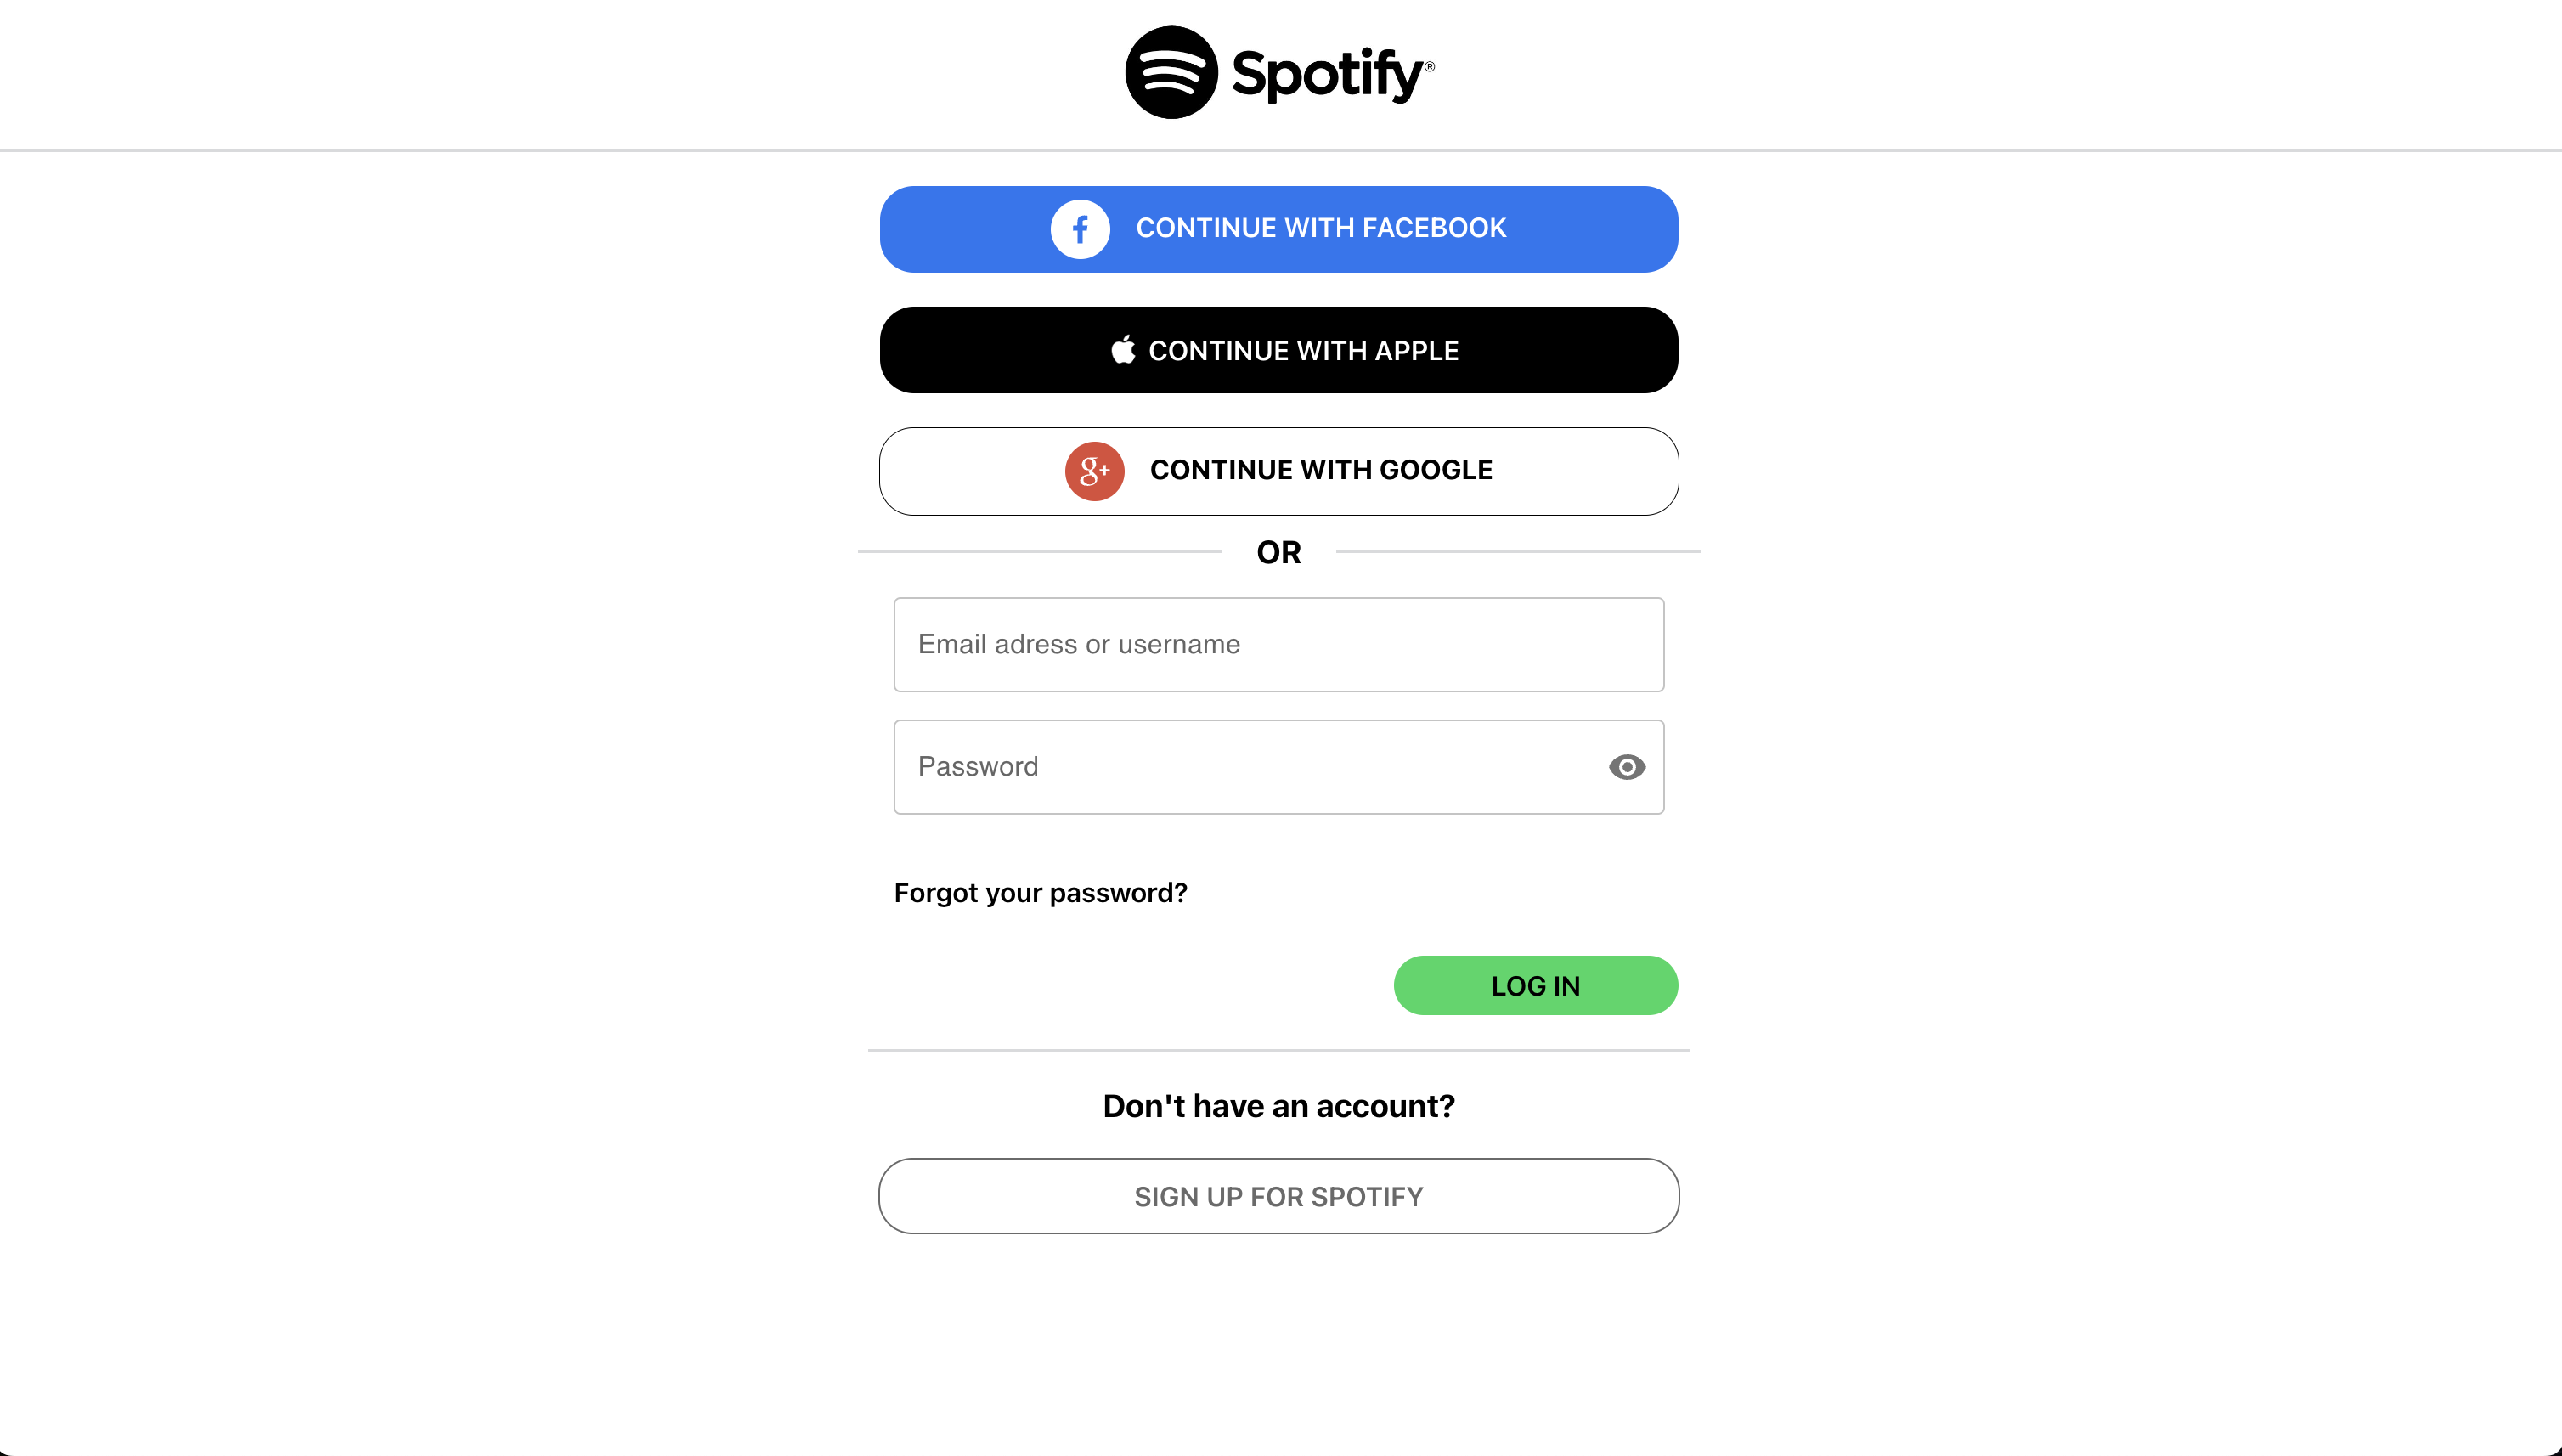 Spotify®
CONTINUE WITH FACEBOOK
CONTINUE WITH APPLE
g+ CONTINUE WITH GOOGLE
OR
Email adress or username
Password
Forgot your password?
LOG IN
Don't have an account?
SIGN UP FOR SPOTIFY